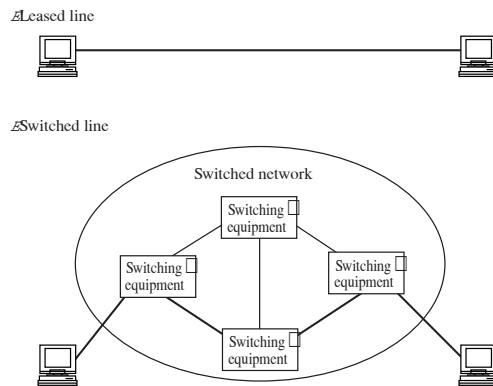 Leased line
Switched line
Switched network
Switching
equipment
Switching
equipment
Switching
equipment
Switching
equipment